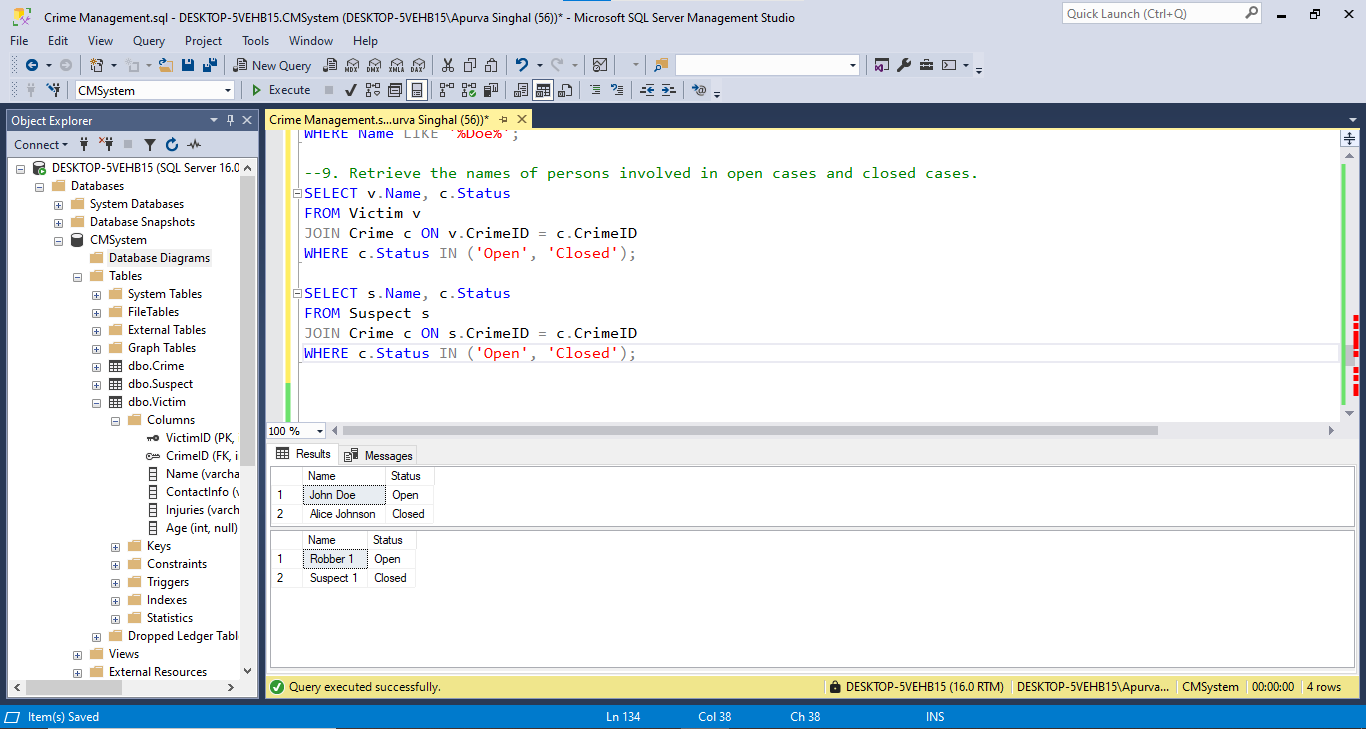 Crime Management.sql - DESKTOP-5VEHB15.CMSystem (DESKTOP-5VEHB15\Apurva Singhal (56))* - Microsoft SQL Server Management Studio
Quick Launch (Ctrl+Q)
File Edit View Query Project Tools Window Help
New Query MDX DMX XMLA DAX
CMSystem Execute
Object Explorer
Connect
DESKTOP-5VEHB15 (SQL Server 16.0
Databases
System Databases
Database Snapshots
CMSystem
Database Diagrams
Tables
System Tables
FileTables
External Tables
Graph Tables
dbo.Crime
dbo.Suspect
dbo.Victim
Columns
VictimID (PK,
CrimeID (FK, i
Name (varcha
ContactInfo (v
Injuries (varch
Age (int, null)
Keys
Constraints
Triggers
Indexes
Statistics
Dropped Ledger Tabl
Views
External Resources
Crime Management.s...urva Singhal (56))*
WHERE Name LIKE '%Doe%';
--9. Retrieve the names of persons involved in open cases and closed cases.
SELECT v.Name, c.Status
FROM Victim v
JOIN Crime c ON v.CrimeID = c.CrimeID
WHERE c.Status IN ('Open', 'Closed');
SELECT s.Name, c.Status
FROM Suspect s
JOIN Crime c ON s.CrimeID = c.CrimeID
WHERE c.Status IN ('Open', 'Closed');
100 %
Results Messages
Name Status
1 John Doe Open
2 Alice Johnson Closed
Name Status
1 Robber 1 Open
2 Suspect 1 Closed
Query executed successfully. DESKTOP-5VEHB15 (16.0 RTM) DESKTOP-5VEHB15\Apurva... CMSystem 00:00:00 4 rows
Item(s) Saved Ln 134 Col 38 Ch 38 INS